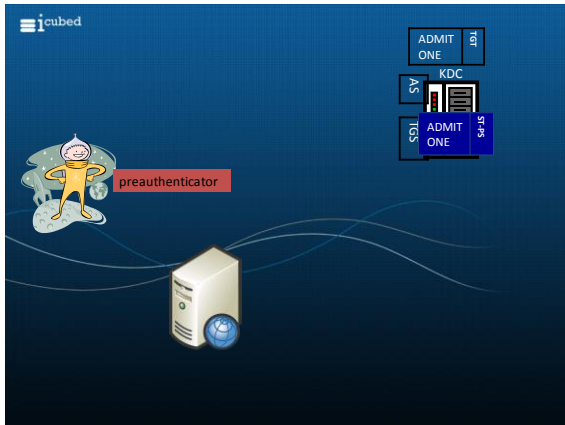 icubed
ADMIT
ONE
TGT
KDC
AS
TGS
ADMIT
ONE
ST-PS
preauthenticator